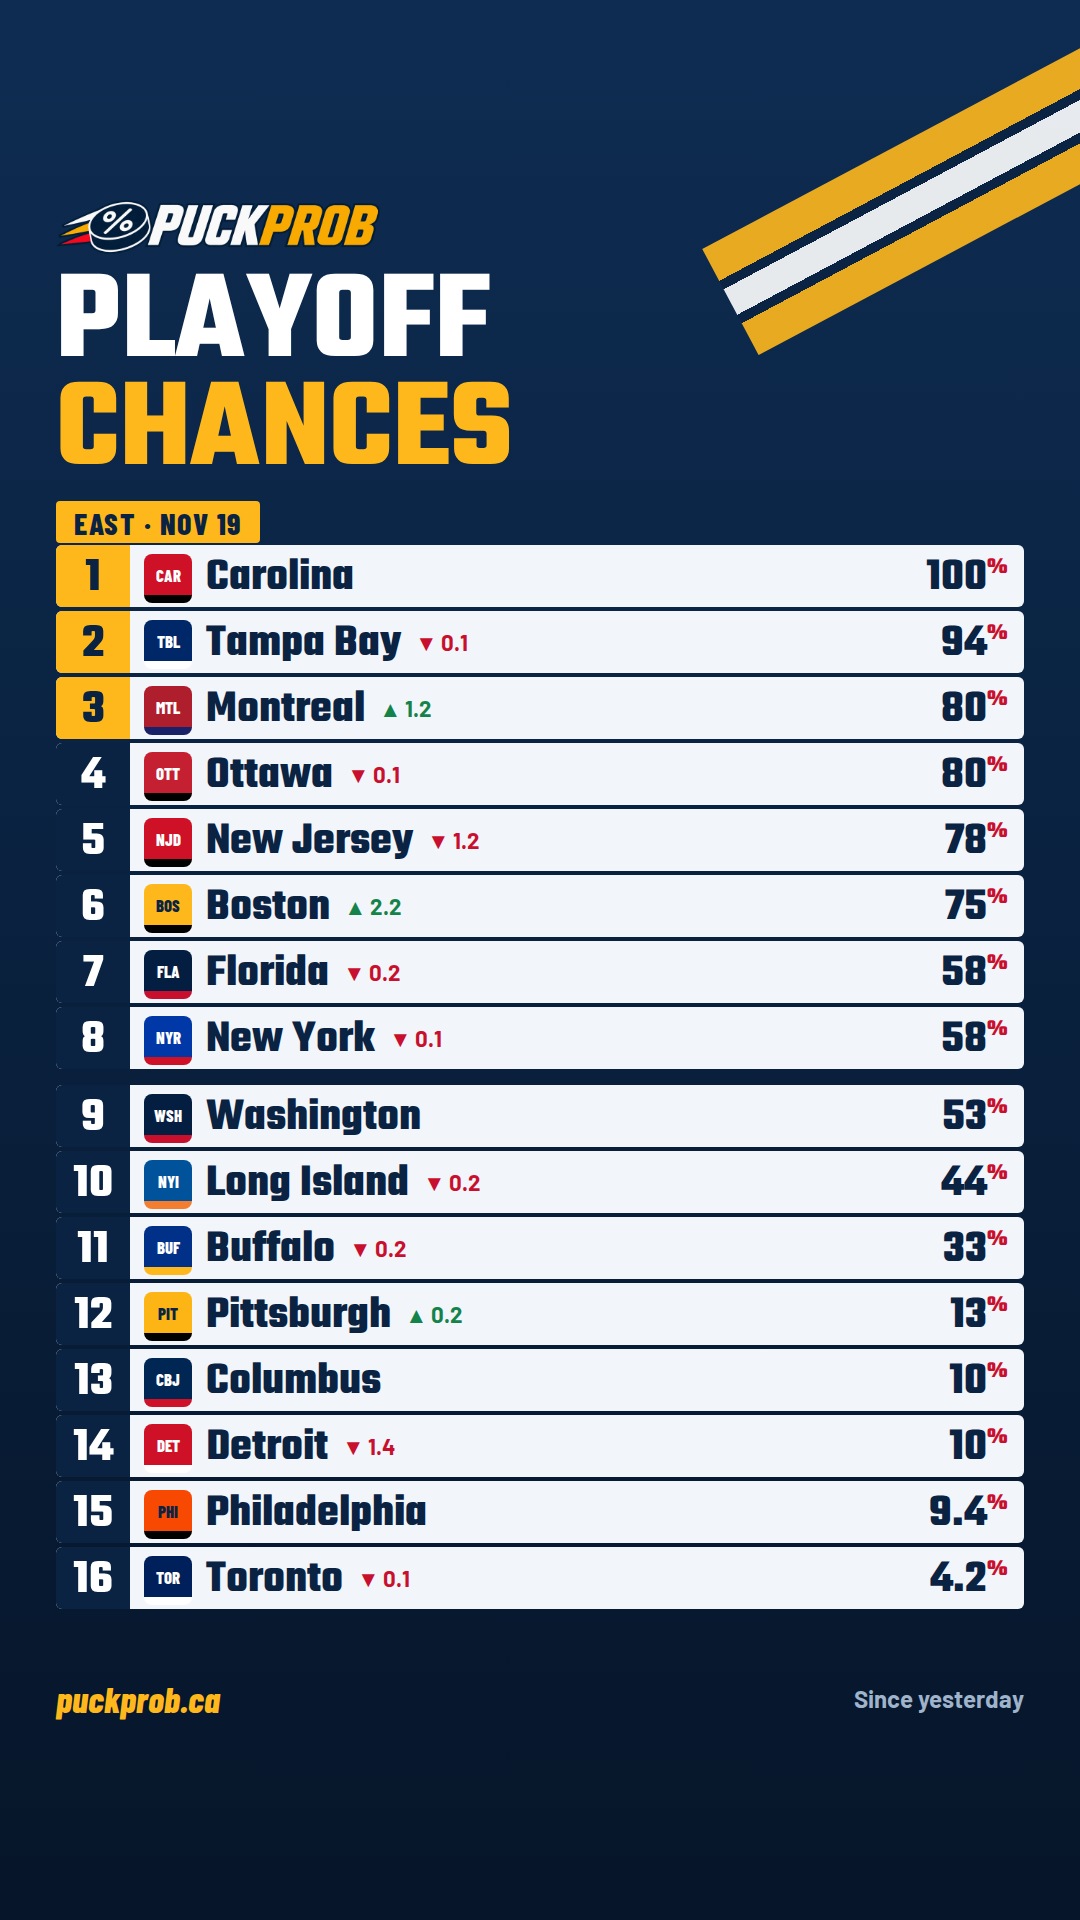 % PUCKPROB
PLAYOFF
CHANCES
EAST · NOV 19
1 CAR Carolina 100%
2 TBL Tampa Bay ▼ 0.1 94%
3 MTL Montreal ▲ 1.2 80%
4 OTT Ottawa ▼ 0.1 80%
5 NJD New Jersey ▼ 1.2 78%
6 BOS Boston ▲ 2.2 75%
7 FLA Florida ▼ 0.2 58%
8 NYR New York ▼ 0.1 58%
9 WSH Washington 53%
10 NYI Long Island ▼ 0.2 44%
11 BUF Buffalo ▼ 0.2 33%
12 PIT Pittsburgh ▲ 0.2 13%
13 CBJ Columbus 10%
14 DET Detroit ▼ 1.4 10%
15 PHI Philadelphia 9.4%
16 TOR Toronto ▼ 0.1 4.2%
puckprob.ca Since yesterday